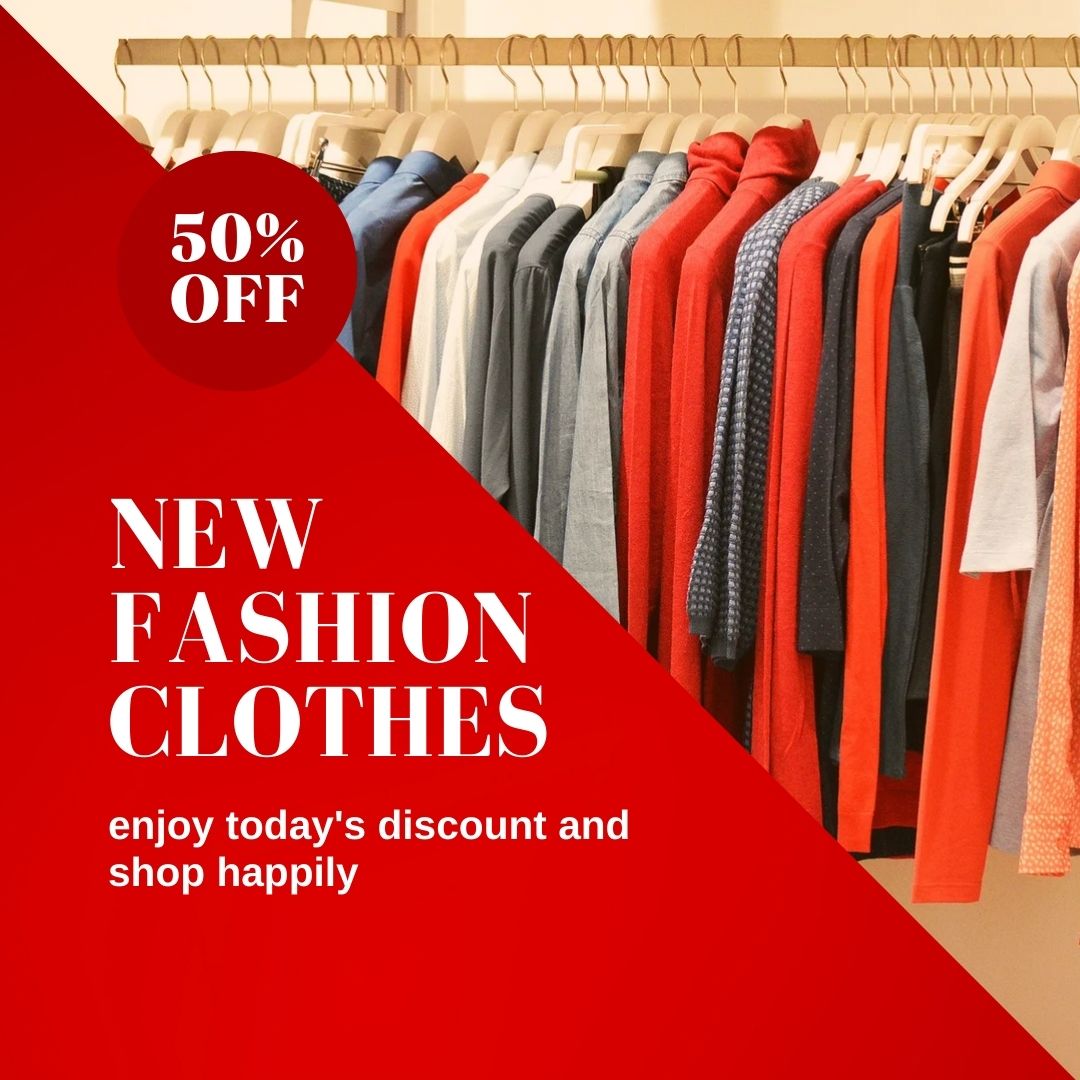 50%
OFF
NEW
FASHION
CLOTHES
enjoy today's discount and
shop happily